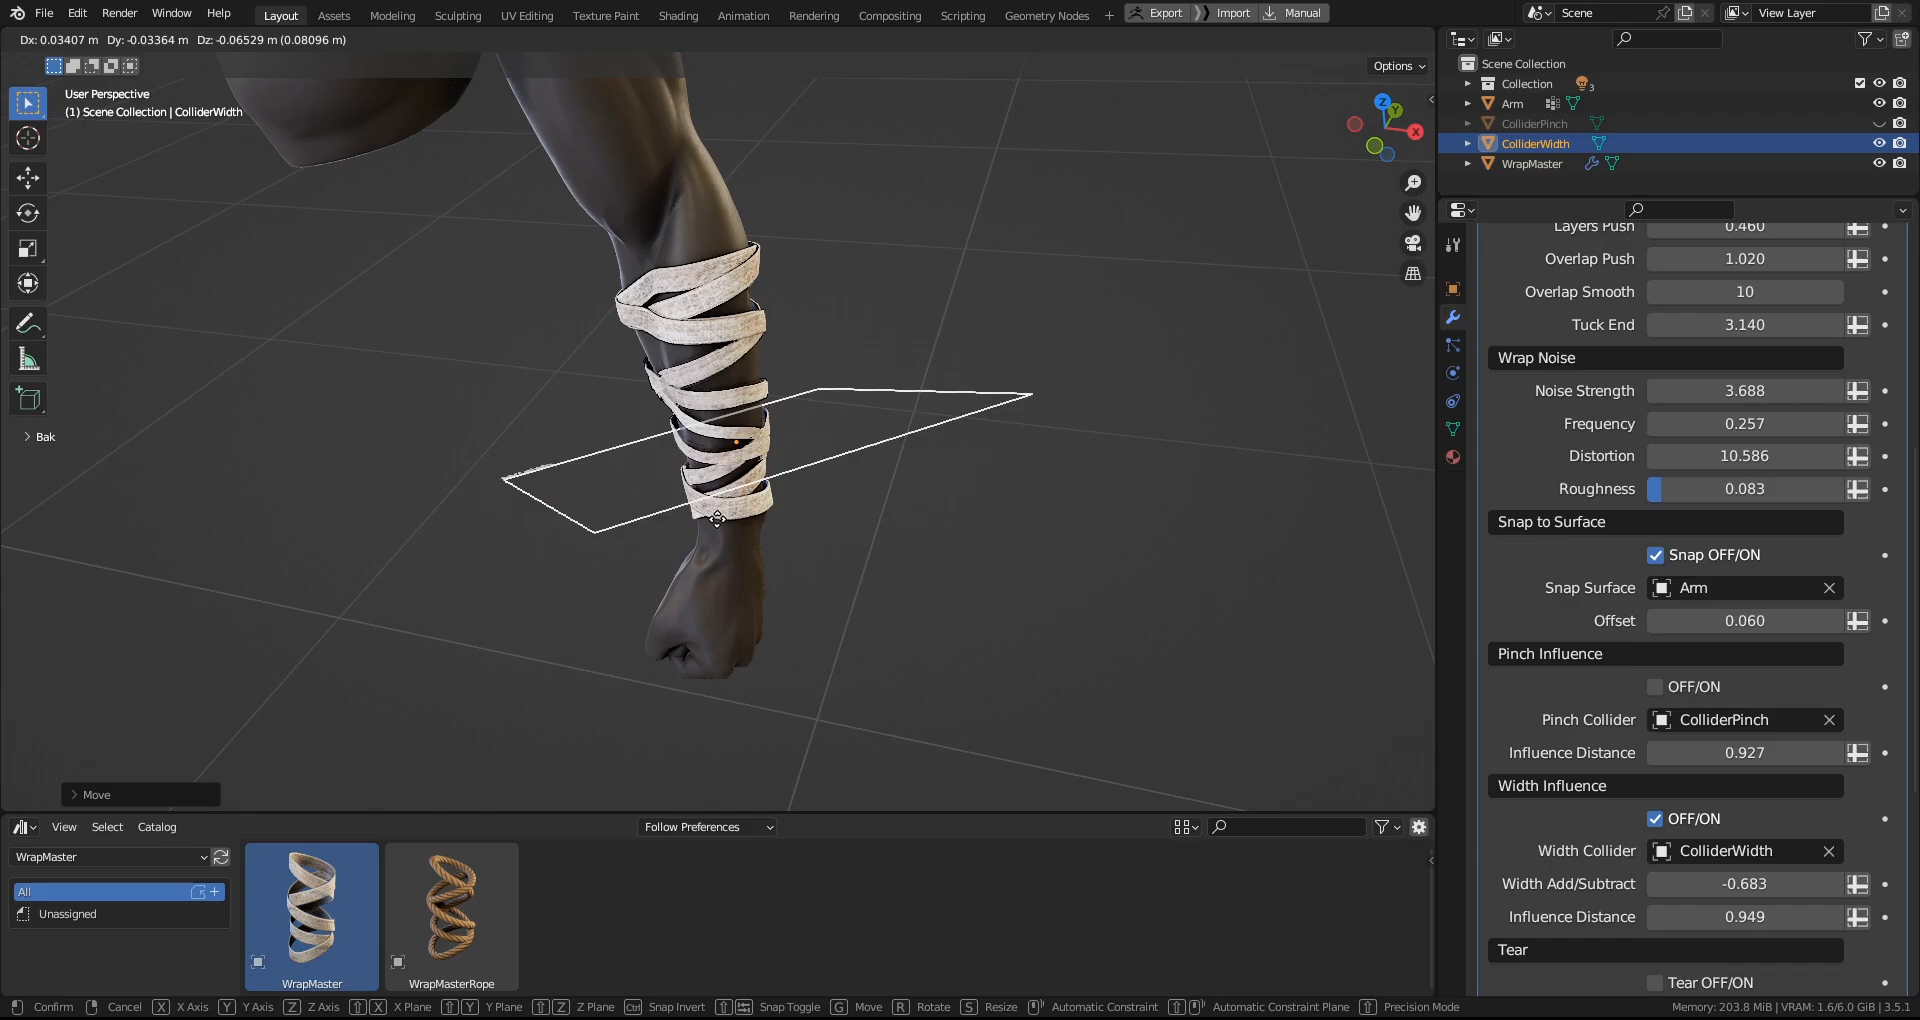 File Edit Render Window Help Layout Assets Modeling Sculpting UV Editing Texture Paint Shading Animation Rendering Compositing Scripting Geometry Nodes + Export Import Manual Scene View Layer
Dx: 0.03407 m Dy: -0.03364 m Dz: -0.06529 m (0.08096 m)
Options
User Perspective
(1) Scene Collection | ColliderWidth
Z
Y
X
Bak
Move
Scene Collection
Collection 3
Arm
ColliderPinch
ColliderWidth
WrapMaster
Layers Push 0.460
Overlap Push 1.020
Overlap Smooth 10
Tuck End 3.140
Wrap Noise
Noise Strength 3.688
Frequency 0.257
Distortion 10.586
Roughness 0.083
Snap to Surface
Snap OFF/ON
Snap Surface Arm
Offset 0.060
Pinch Influence
OFF/ON
Pinch Collider ColliderPinch
Influence Distance 0.927
Width Influence
OFF/ON
Width Collider ColliderWidth
Width Add/Subtract -0.683
Influence Distance 0.949
Tear
Tear OFF/ON
View Select Catalog Follow Preferences
WrapMaster
All
Unassigned
WrapMaster WrapMasterRope
Confirm Cancel X X Axis Y Y Axis Z Z Axis X X Plane Y Y Plane Z Z Plane Ctrl Snap Invert Snap Toggle G Move R Rotate S Resize Automatic Constraint Automatic Constraint Plane Precision Mode Memory: 203.8 MiB | VRAM: 1.6/6.0 GiB | 3.5.1